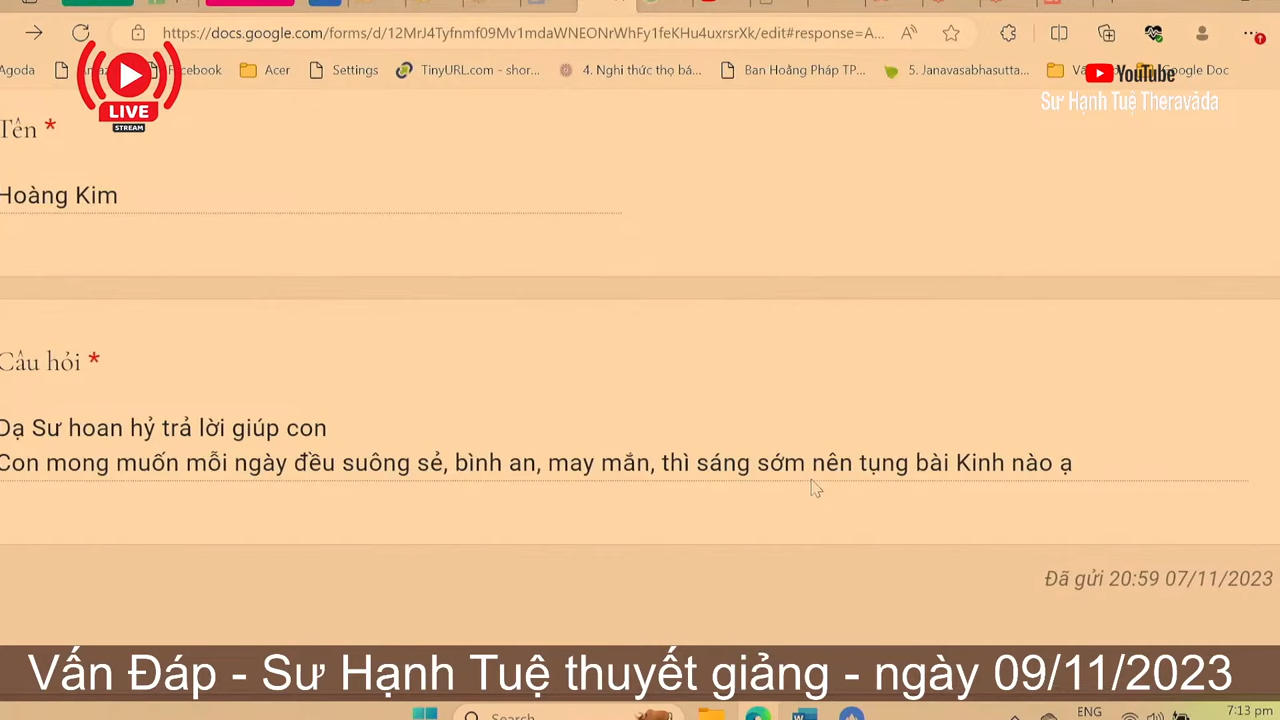 https://docs.google.com/forms/d/12MrJ4Tyfnmf09Mv1mdaWNEONrWhFy1feKHu4uxrsrXk/edit#response=A...
Agoda
Facebook
Acer
Settings
TinyURL.com - shor...
4. Nghi thức thọ bá...
Ban Hoằng Pháp TP...
5. Janavasabhasutta...
Google Doc
YouTube
Sư Hạnh Tuệ Theravāda
LIVE
STREAM
Tên *
Hoàng Kim
Câu hỏi *
Dạ Sư hoan hỷ trả lời giúp con
Con mong muốn mỗi ngày đều suông sẻ, bình an, may mắn, thì sáng sớm nên tụng bài Kinh nào ạ
Đã gửi 20:59 07/11/2023
Vấn Đáp - Sư Hạnh Tuệ thuyết giảng - ngày 09/11/2023
Search
ENG
7:13 pm